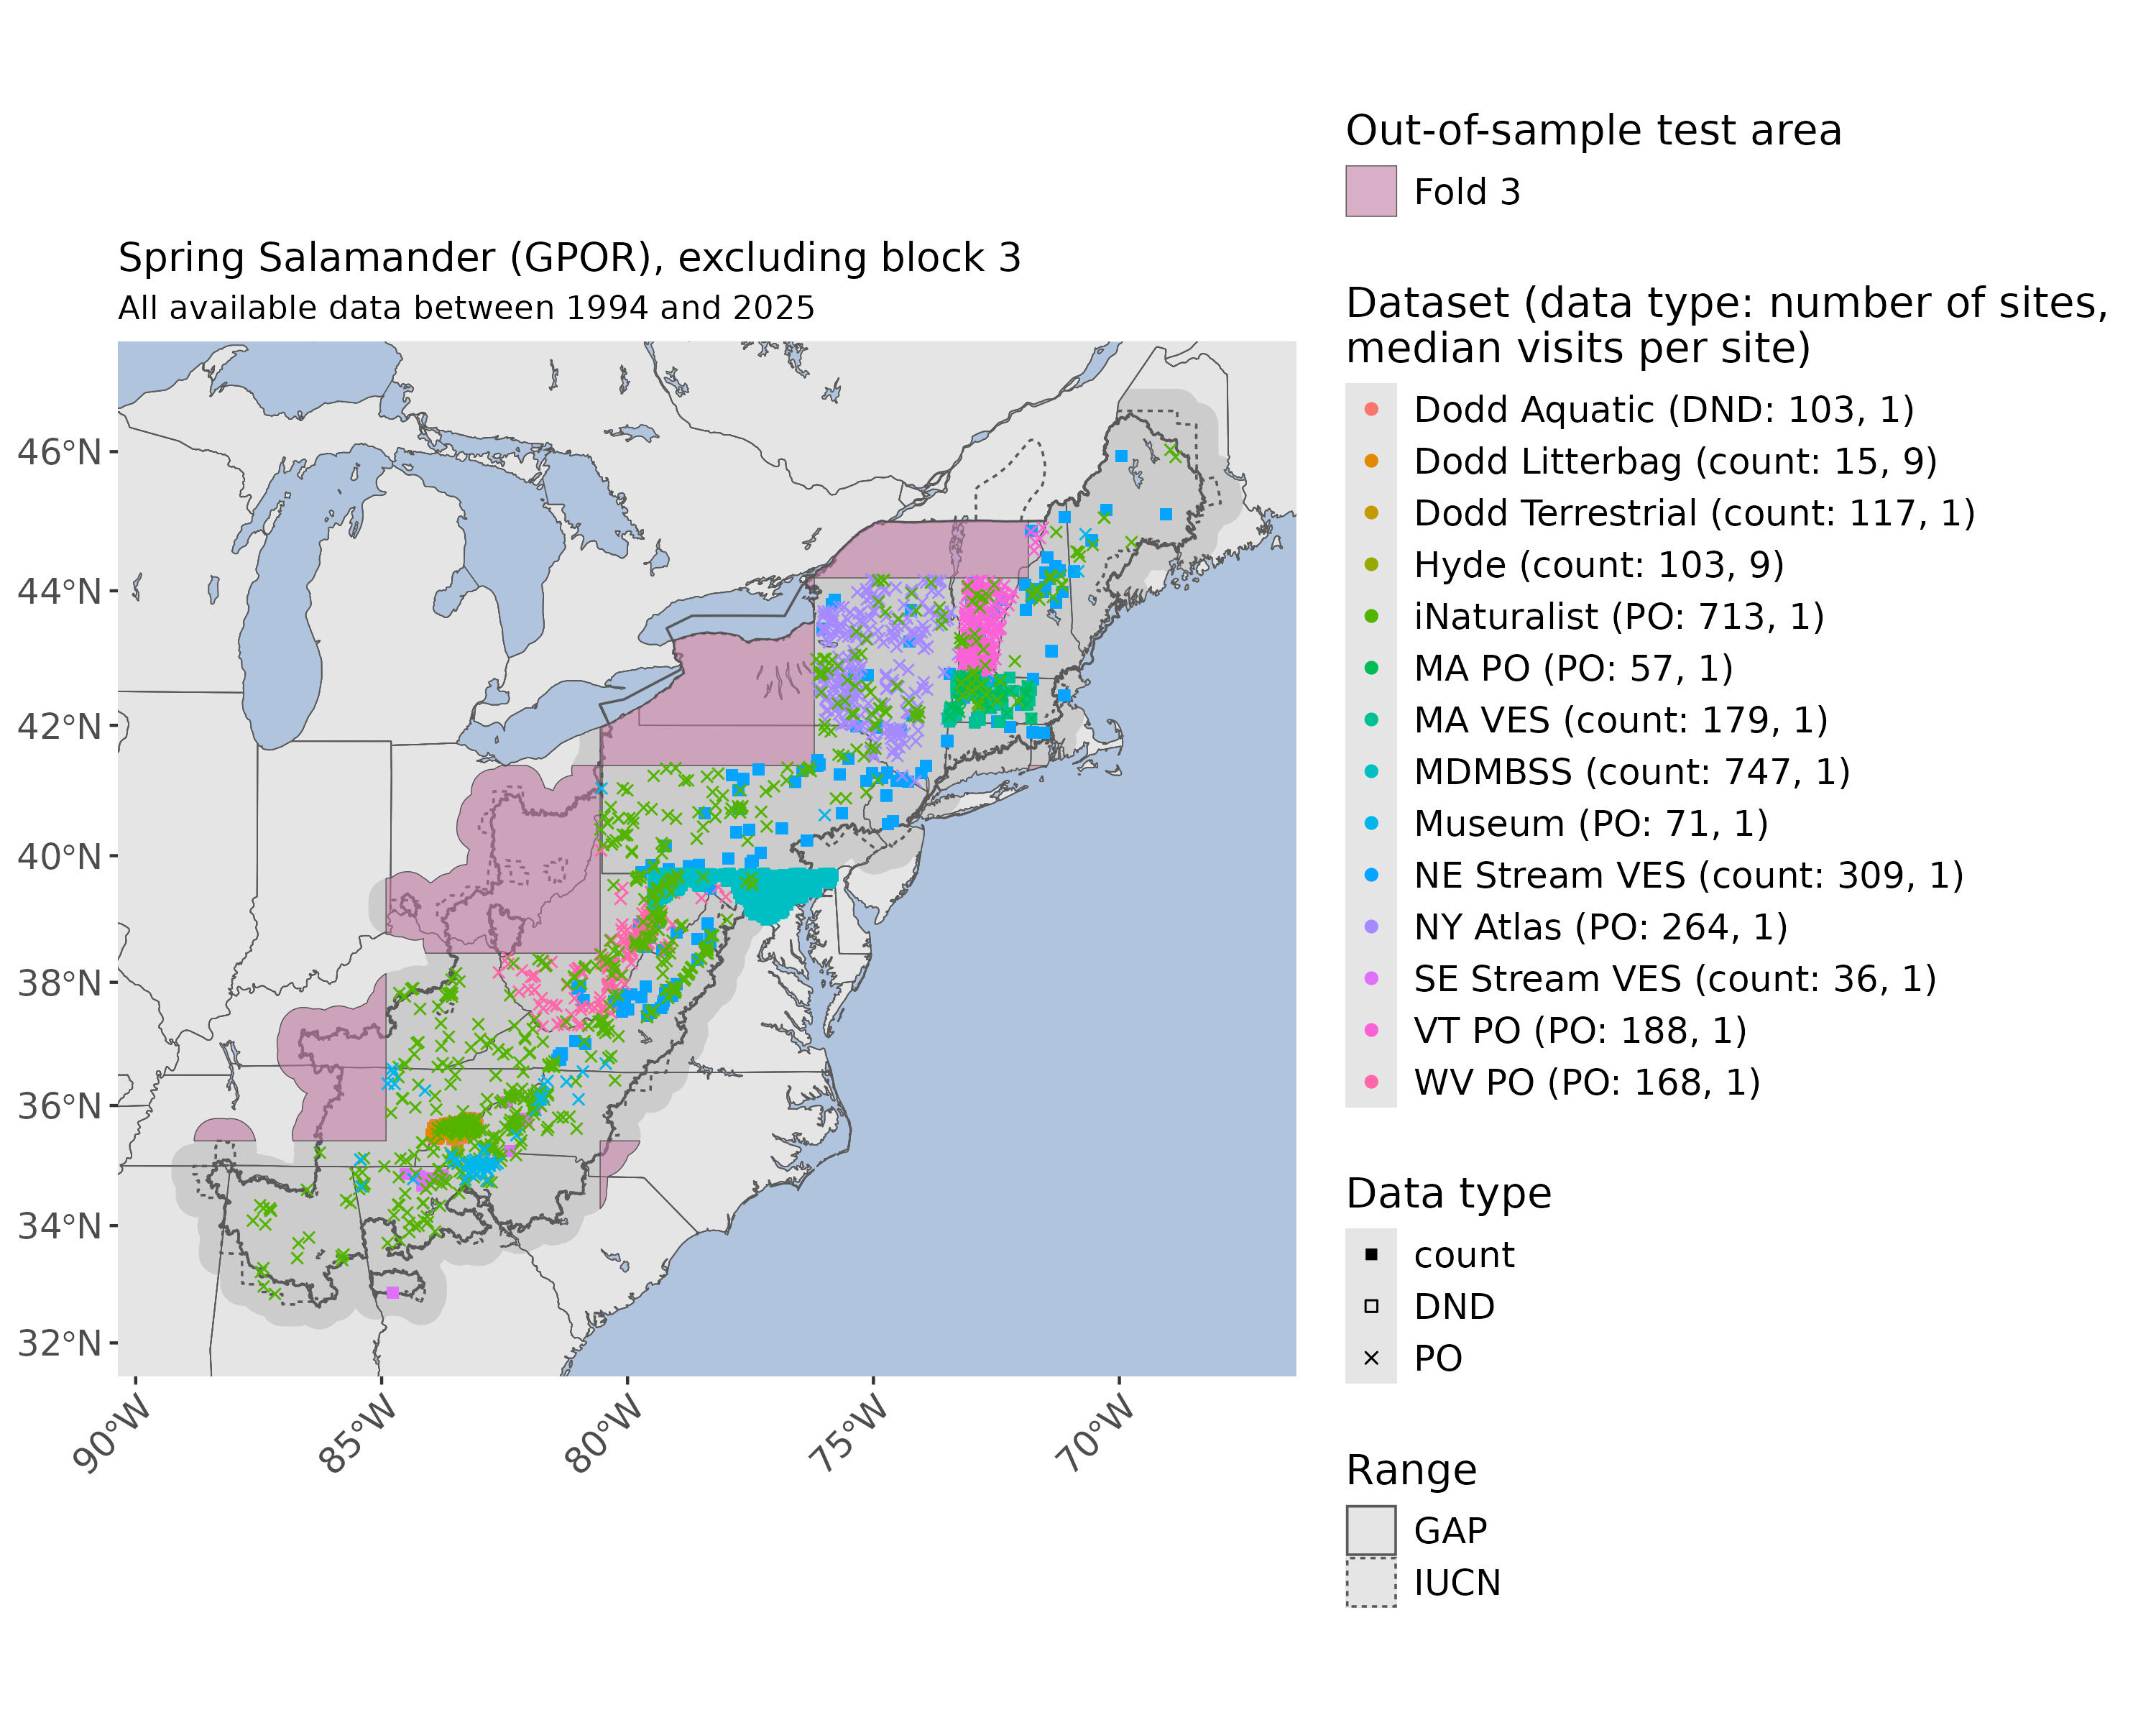 Spring Salamander (GPOR), excluding block 3
All available data between 1994 and 2025
46°N
44°N
42°N
40°N
38°N
36°N
34°N
32°N
90°W
85°W
80°W
75°W
70°W
Out-of-sample test area
Fold 3
Dataset (data type: number of sites,
median visits per site)
Dodd Aquatic (DND: 103, 1)
Dodd Litterbag (count: 15, 9)
Dodd Terrestrial (count: 117, 1)
Hyde (count: 103, 9)
iNaturalist (PO: 713, 1)
MA PO (PO: 57, 1)
MA VES (count: 179, 1)
MDMBSS (count: 747, 1)
Museum (PO: 71, 1)
NE Stream VES (count: 309, 1)
NY Atlas (PO: 264, 1)
SE Stream VES (count: 36, 1)
VT PO (PO: 188, 1)
WV PO (PO: 168, 1)
Data type
count
DND
PO
Range
GAP
IUCN